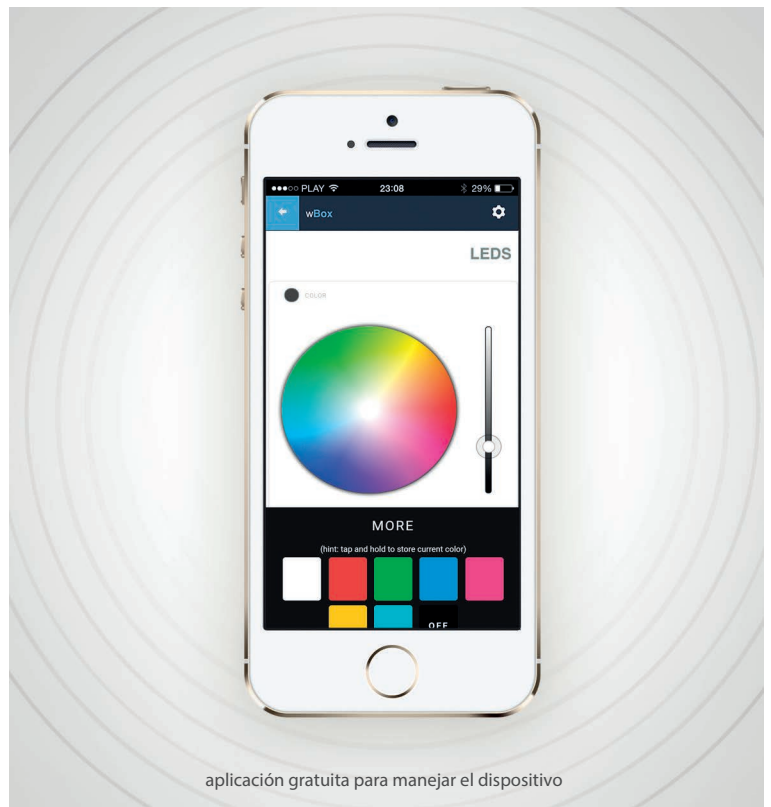 PLAY 23:08 29%
wBox
LEDS
COLOR
MORE
(hint: tap and hold to store current color)
OFF
aplicación gratuita para manejar el dispositivo